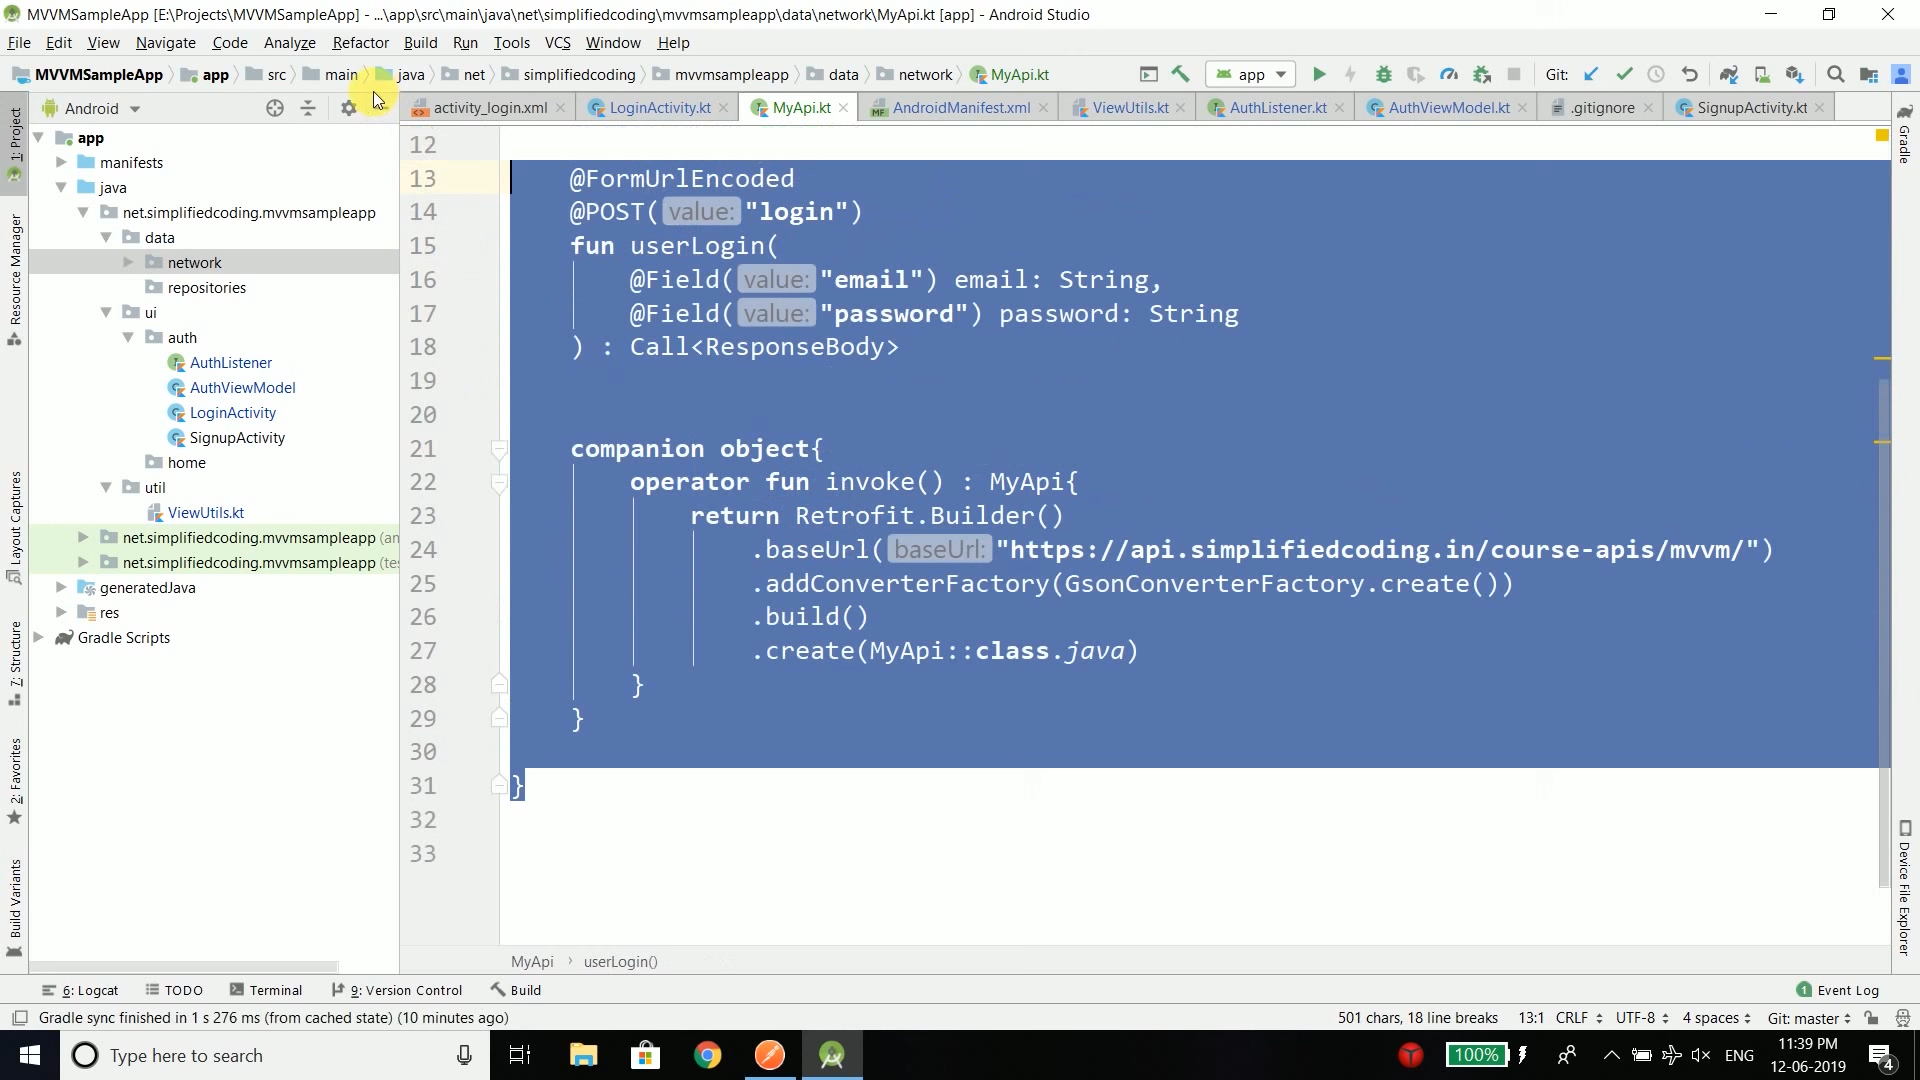 MVVMSampleApp [E:\Projects\MVVMSampleApp] - ...\app\src\main\java\net\simplifiedcoding\mvvmsampleapp\data\network\MyApi.kt [app] - Android Studio
File Edit View Navigate Code Analyze Refactor Build Run Tools VCS Window Help
MVVMSampleApp app src main java net simplifiedcoding mvvmsampleapp data network MyApi.kt app Git:
Android activity_login.xml LoginActivity.kt MyApi.kt AndroidManifest.xml ViewUtils.kt AuthListener.kt AuthViewModel.kt .gitignore SignupActivity.kt
1: Project
Resource Manager
Layout Captures
7: Structure
2: Favorites
Build Variants
app
manifests
java
net.simplifiedcoding.mvvmsampleapp
data
network
repositories
ui
auth
AuthListener
AuthViewModel
LoginActivity
SignupActivity
home
util
ViewUtils.kt
net.simplifiedcoding.mvvmsampleapp (an
net.simplifiedcoding.mvvmsampleapp (te
generatedJava
res
Gradle Scripts
12
13 @FormUrlEncoded
14 @POST( value: "login")
15 fun userLogin(
16 @Field( value: "email") email: String,
17 @Field( value: "password") password: String
18 ) : Call<ResponseBody>
19
20
21 companion object{
22 operator fun invoke() : MyApi{
23 return Retrofit.Builder()
24 .baseUrl( baseUrl: "https://api.simplifiedcoding.in/course-apis/mvvm/")
25 .addConverterFactory(GsonConverterFactory.create())
26 .build()
27 .create(MyApi::class.java)
28 }
29 }
30
31 }
32
33
Gradle
Device File Explorer
MyApi › userLogin()
6: Logcat TODO Terminal 9: Version Control Build 1 Event Log
Gradle sync finished in 1 s 276 ms (from cached state) (10 minutes ago) 501 chars, 18 line breaks 13:1 CRLF UTF-8 4 spaces Git: master
Type here to search 100% ENG 11:39 PM
12-06-2019 4